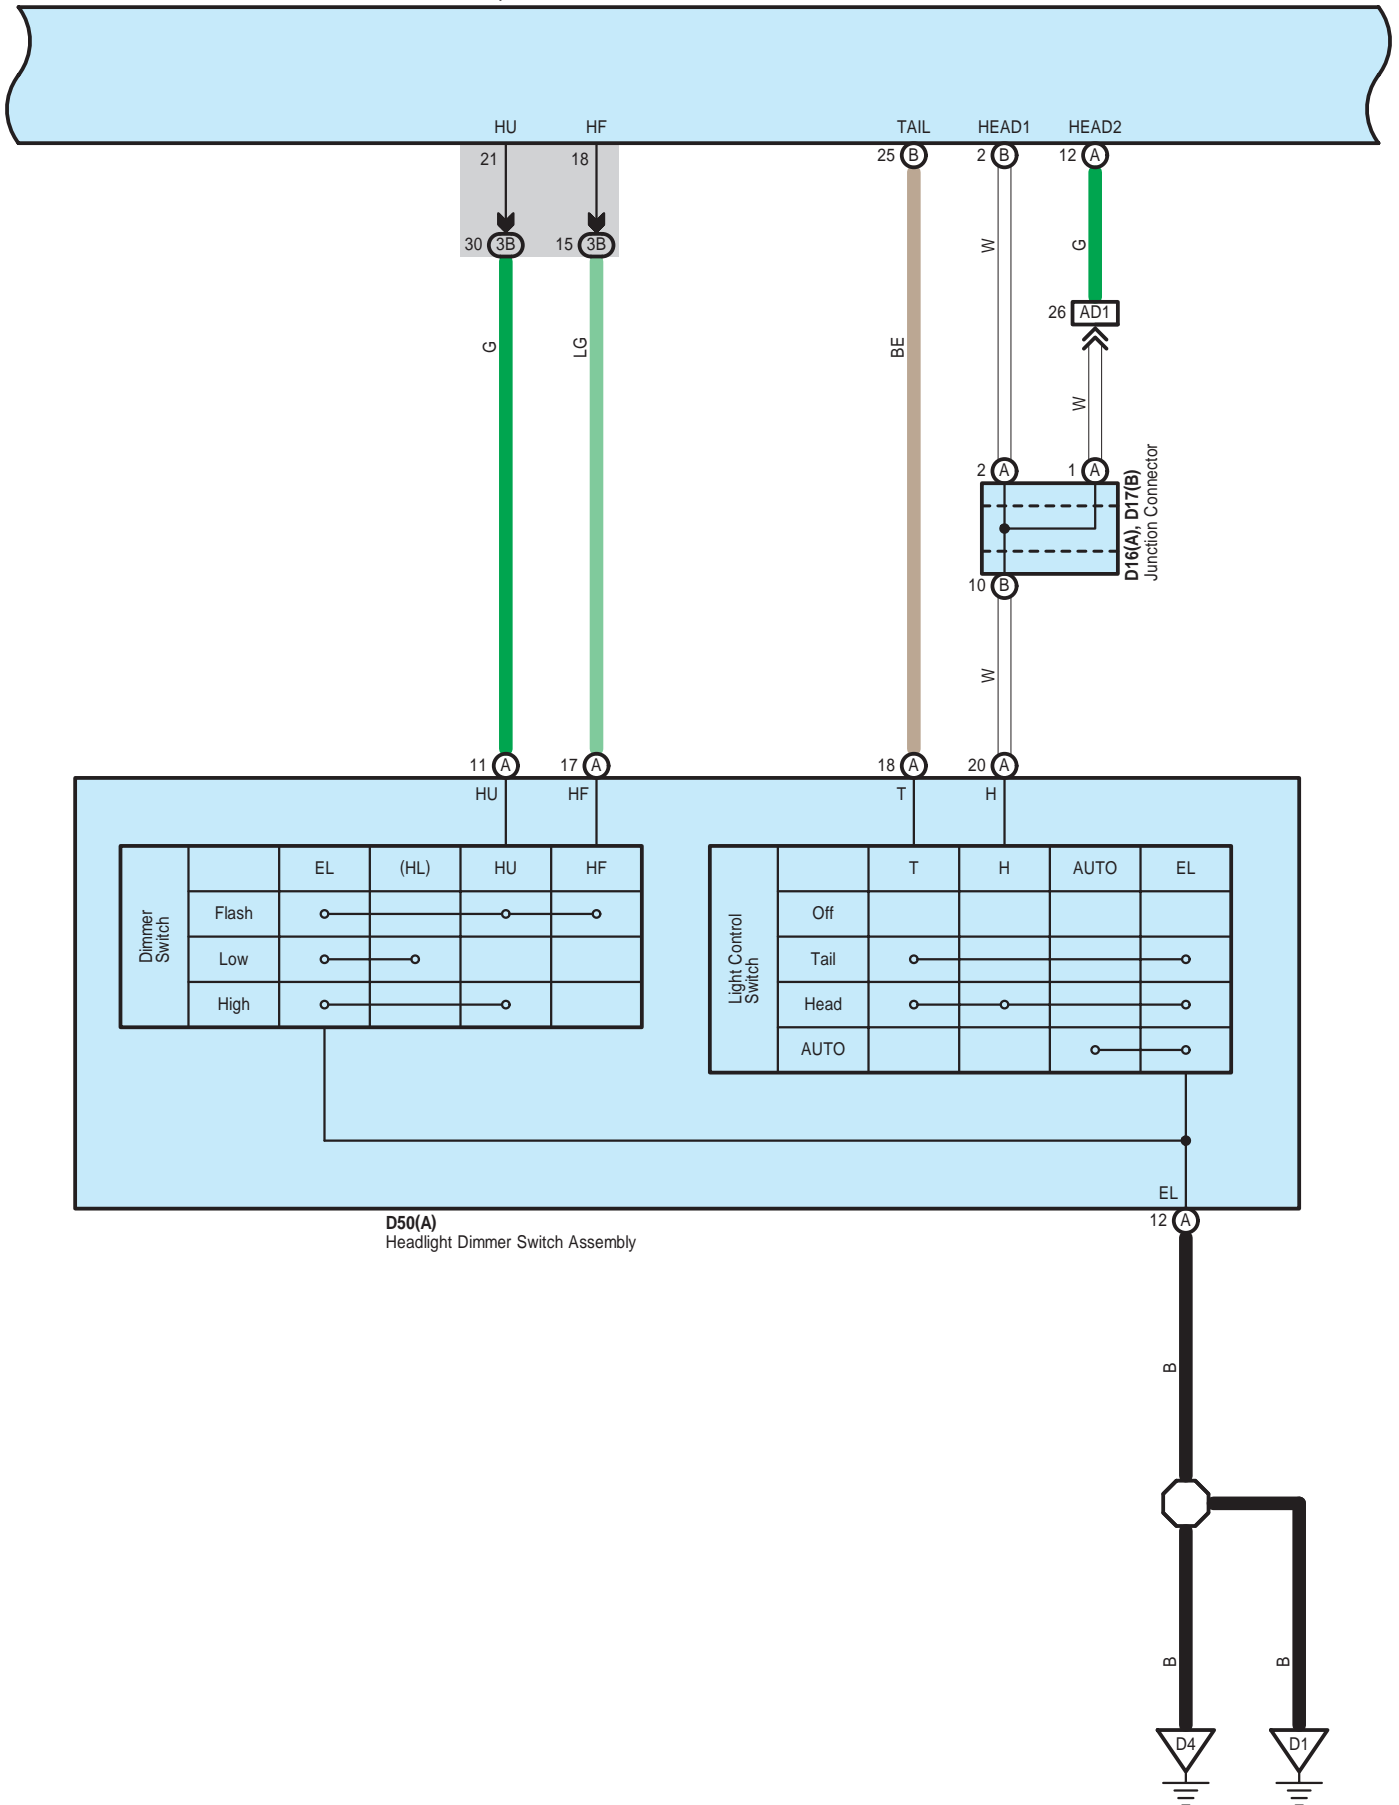 HU HF TAIL HEAD1 HEAD2
21 18 25 B 2 B 12 A
30 3B 15 3B
W G
26 AD1
G LG BE
W
2 A 1 A
D16(A), D17(B)
Junction Connector
10 B
W
11 A 17 A 18 A 20 A
HU HF T H
Dimmer
Switch
EL (HL) HU HF
Flash
Low
High
Light Control
Switch
T H AUTO EL
Off
Tail
Head
AUTO
EL
12 A
D50(A)
Headlight Dimmer Switch Assembly
B
B B
D4 D1